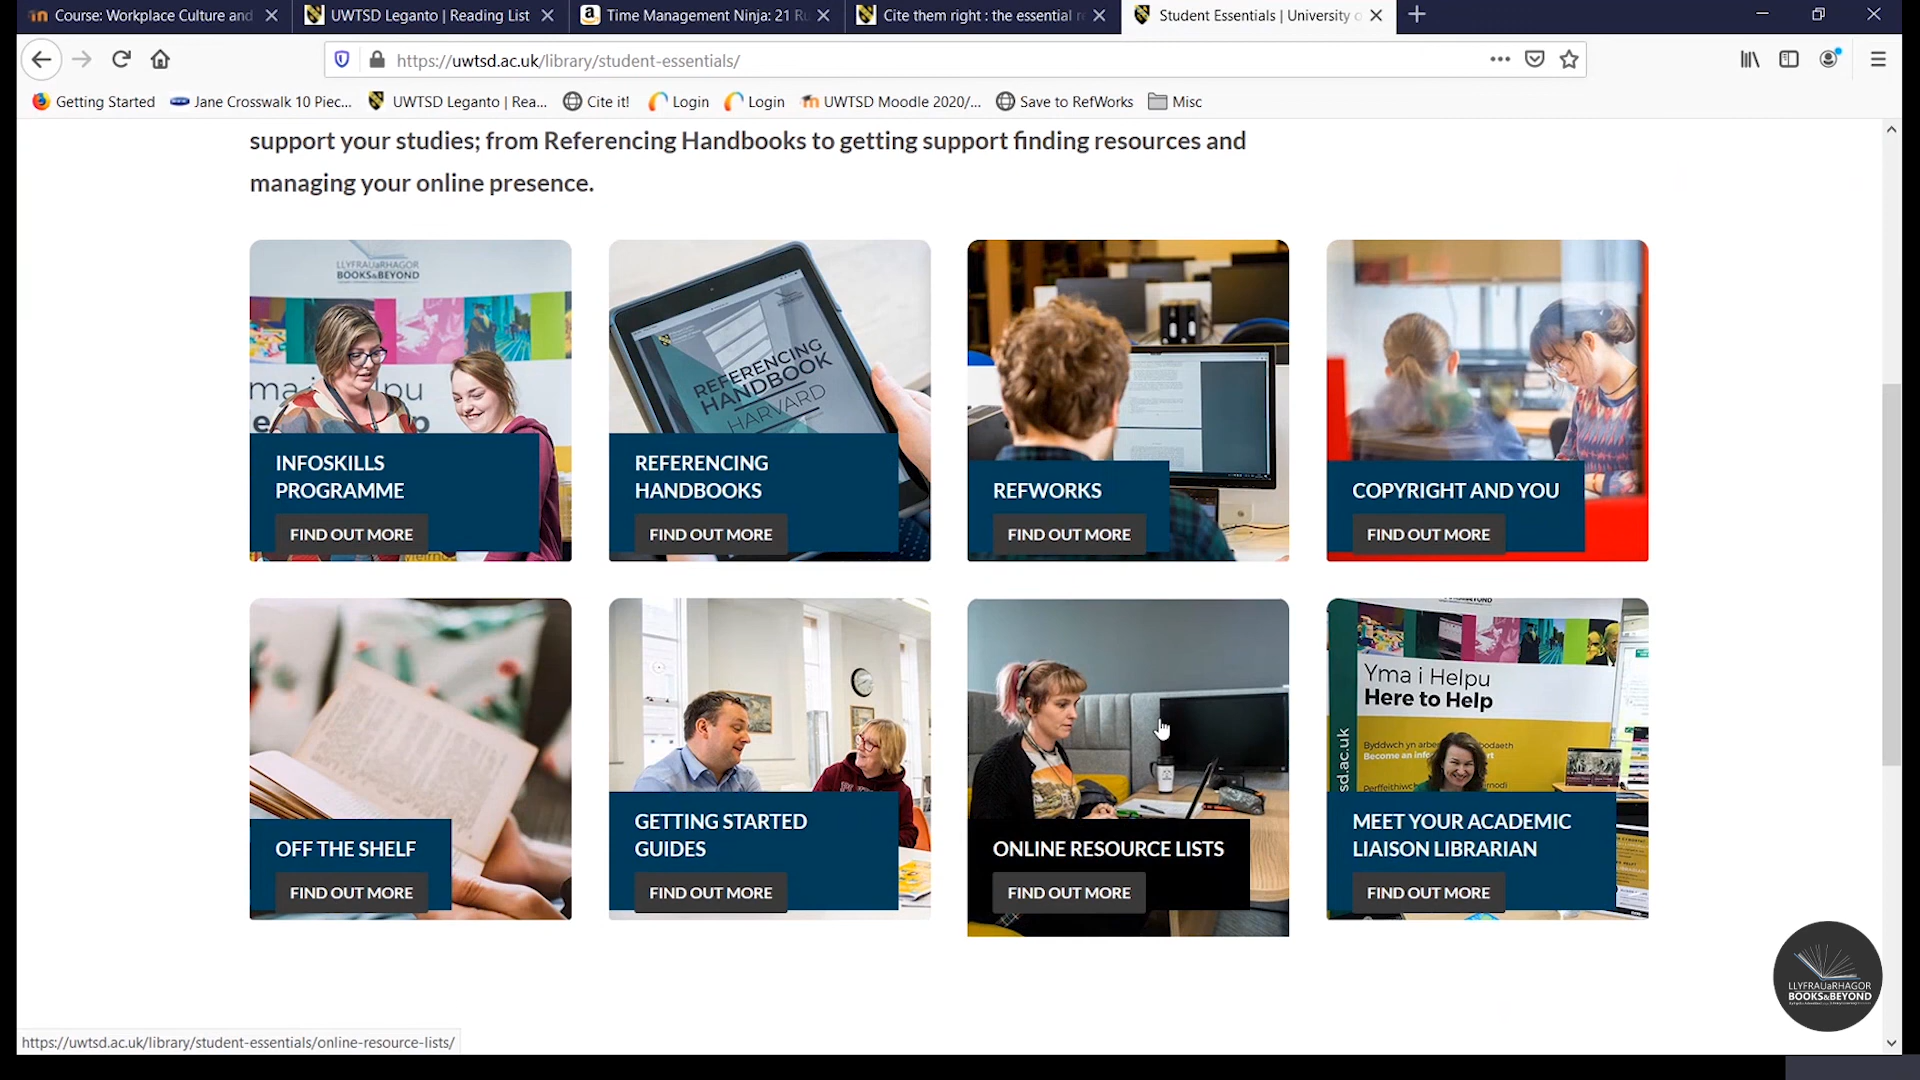 Course: Workplace Culture and
UWTSD Leganto | Reading List
Time Management Ninja: 21 Ru
Cite them right : the essential re
Student Essentials | University o
https://uwtsd.ac.uk/library/student-essentials/
Getting Started
Jane Crosswalk 10 Piec...
UWTSD Leganto | Rea...
Cite it!
Login
Login
UWTSD Moodle 2020/...
Save to RefWorks
Misc
support your studies; from Referencing Handbooks to getting support finding resources and
managing your online presence.
LLYFRAUaRHAGOR
BOOKS&BEYOND
INFOSKILLS
PROGRAMME
FIND OUT MORE
REFERENCING
HANDBOOK
HARVARD
REFERENCING
HANDBOOKS
FIND OUT MORE
REFWORKS
FIND OUT MORE
COPYRIGHT AND YOU
FIND OUT MORE
OFF THE SHELF
FIND OUT MORE
GETTING STARTED
GUIDES
FIND OUT MORE
ONLINE RESOURCE LISTS
FIND OUT MORE
Yma i Helpu
Here to Help
sd.ac.uk
MEET YOUR ACADEMIC
LIAISON LIBRARIAN
FIND OUT MORE
LLYFRAUaRHAGOR
BOOKS&BEYOND
https://uwtsd.ac.uk/library/student-essentials/online-resource-lists/